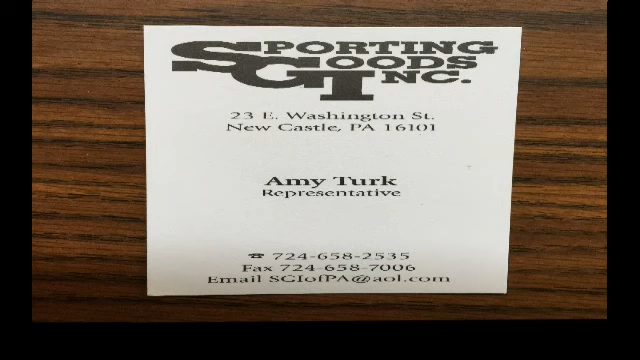 SPORTING
GOODS
INC.
23 E. Washington St.
New Castle, PA 16101
Amy Turk
Representative
☎ 724-658-2535
Fax 724-658-7006
Email SGIofPA@aol.com